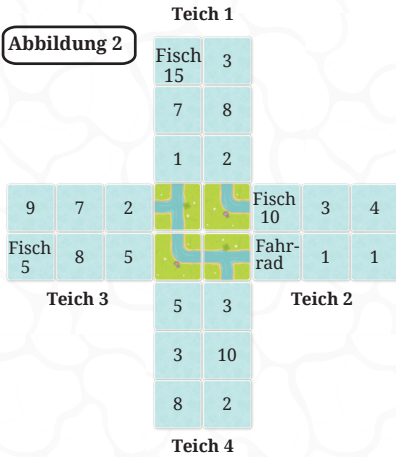 Teich 1
Abbildung 2
Fisch 15 3
7 8
1 2
9 7 2 Fisch 10 3 4
Fisch 5 8 5 Fahr-
rad 1 1
Teich 3 Teich 2
5 3
3 10
8 2
Teich 4